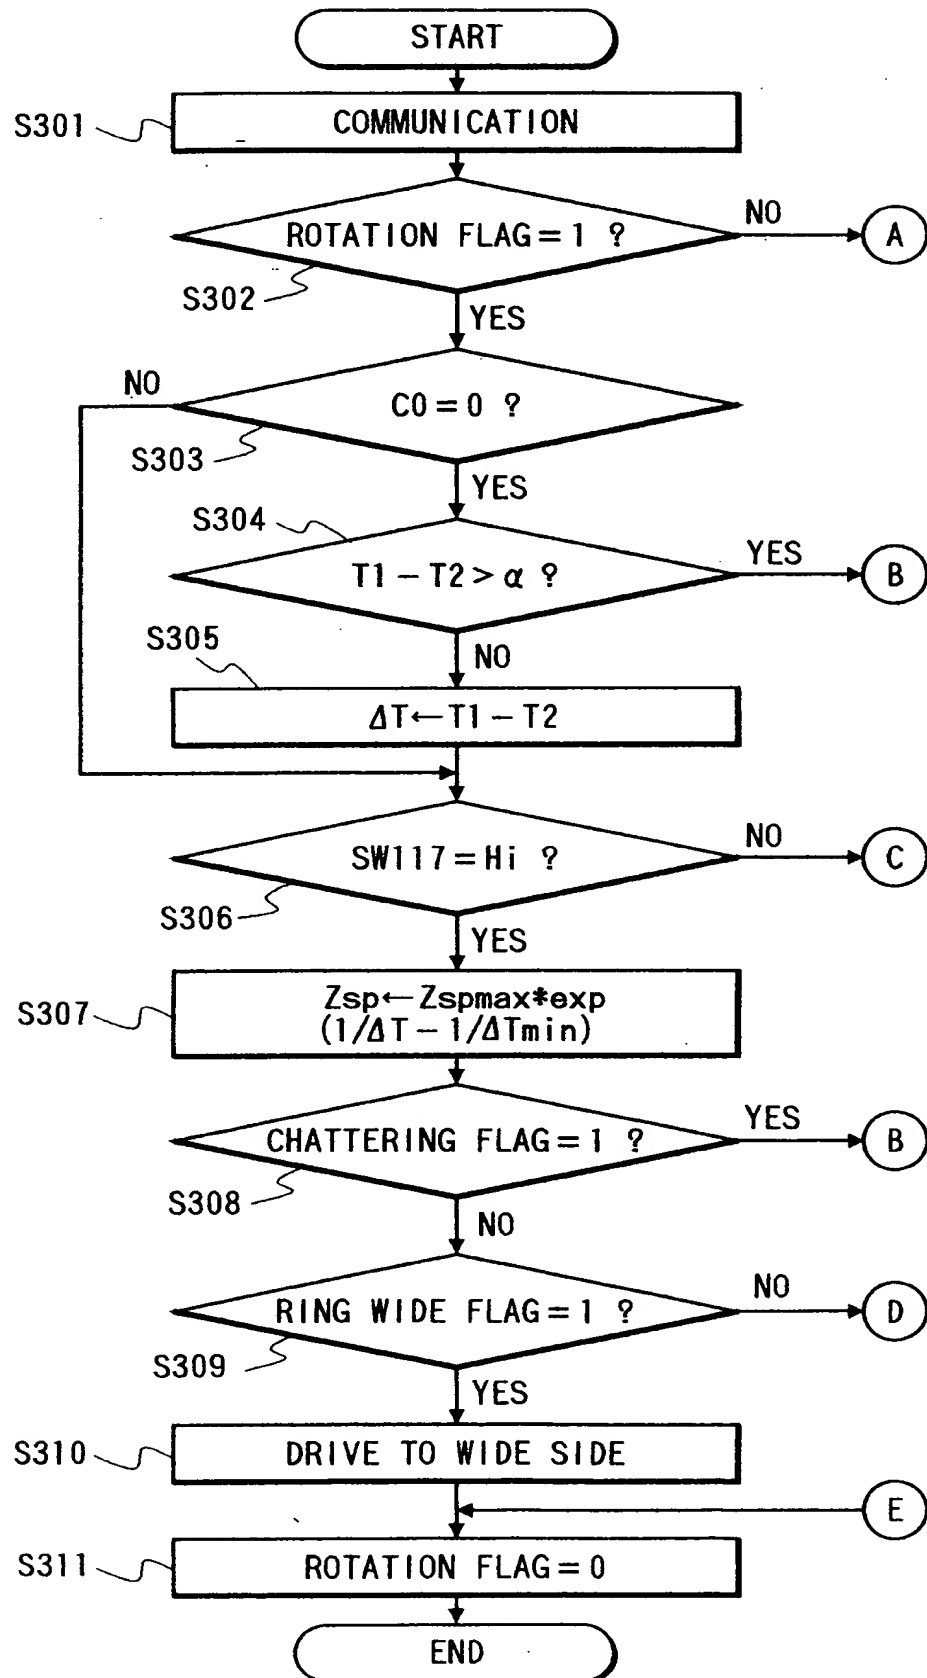 START
S301
COMMUNICATION
ROTATION FLAG=1 ?
NO
A
S302
YES
NO
C0=0 ?
S303
YES
S304
T1-T2>α ?
YES
B
S305
NO
ΔT←T1-T2
SW117=Hi ?
NO
C
S306
YES
S307
Zsp←Zspmax*exp
(1/ΔT-1/ΔTmin)
CHATTERING FLAG=1 ?
YES
B
S308
NO
RING WIDE FLAG=1 ?
NO
D
S309
YES
S310
DRIVE TO WIDE SIDE
E
S311
ROTATION FLAG=0
END